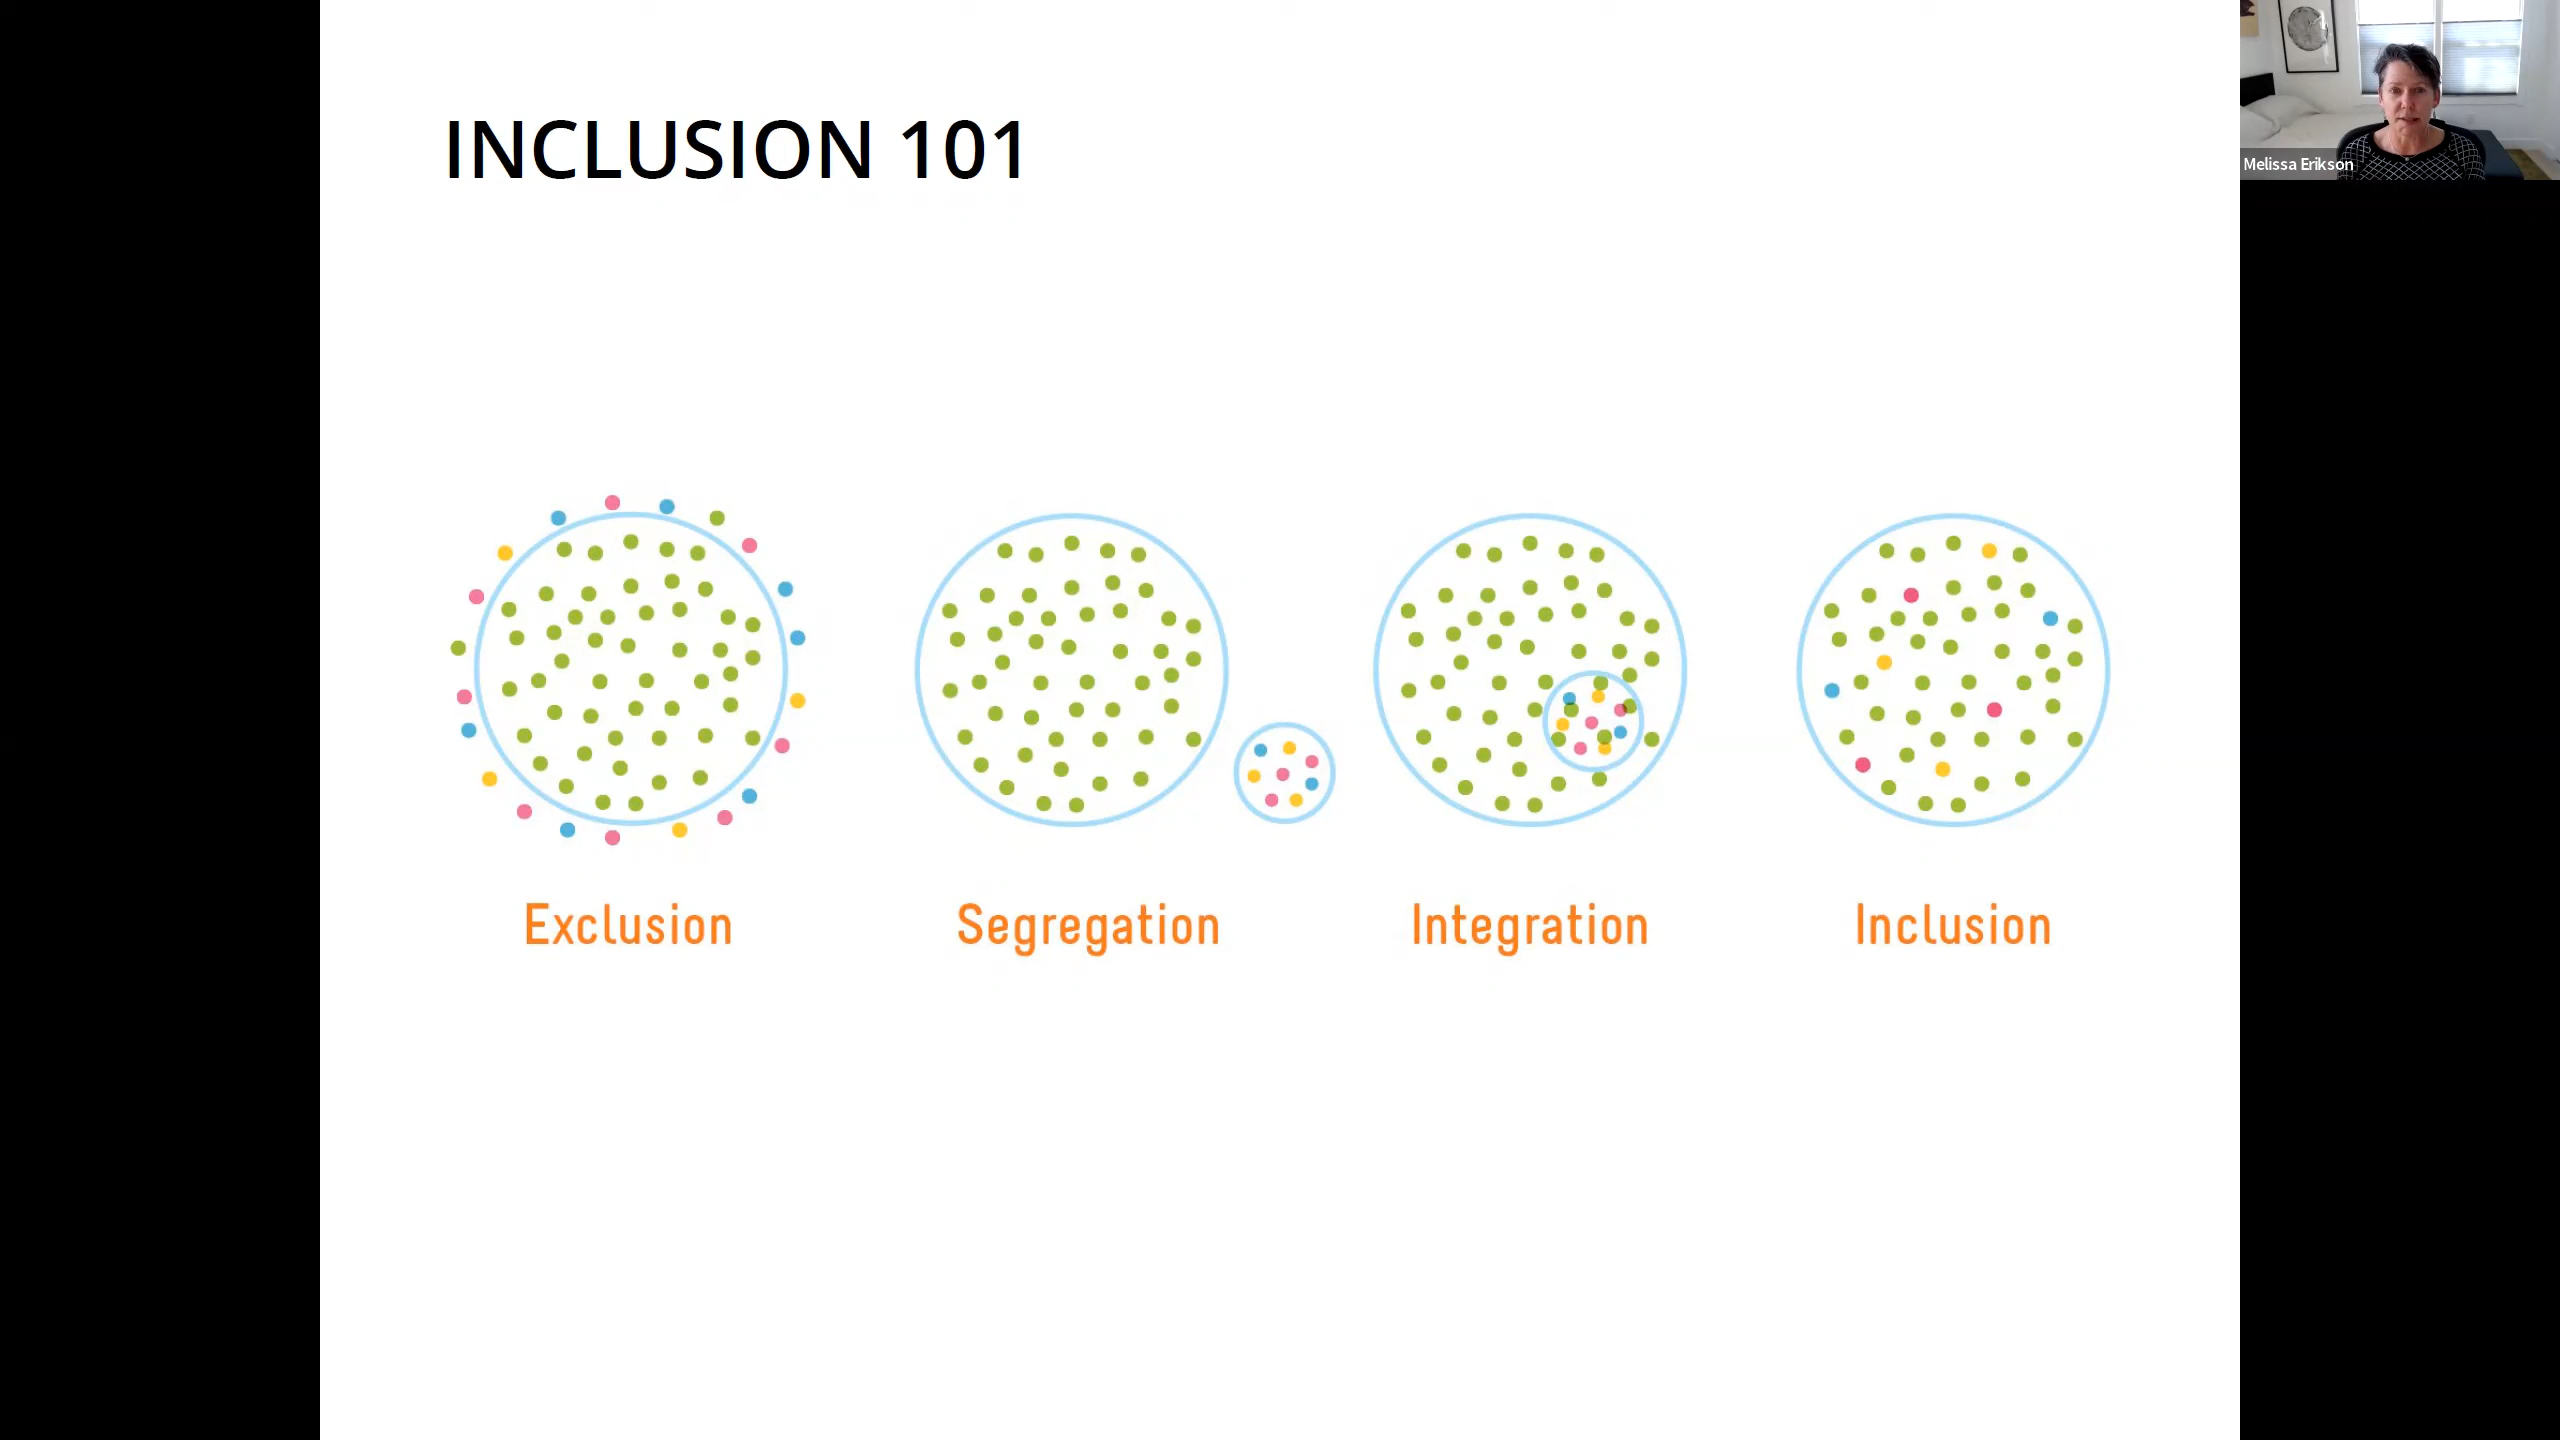 INCLUSION 101
Melissa Erikson
Exclusion
Segregation
Integration
Inclusion